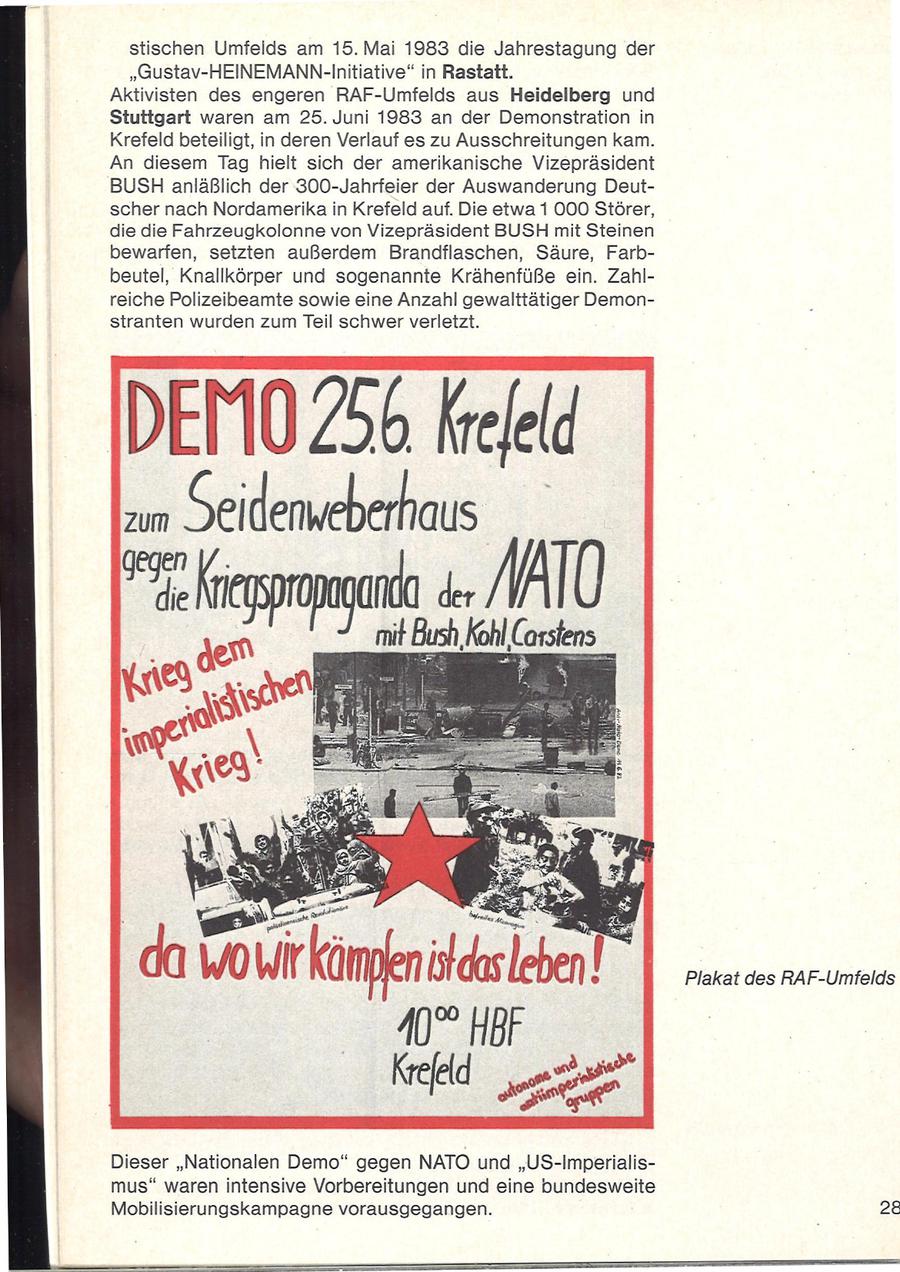 stischen Umfelds am 15. Mai 1983 die Jahrestagung der
„Gustav-HEINEMANN-Initiative“ in Rastatt.
Aktivisten des engeren RAF-Umfelds aus Heidelberg und
Stuttgart waren am 25. Juni 1983 an der Demonstration in
Krefeld beteiligt, in deren Verlauf es zu Ausschreitungen kam.
An diesem Tag hielt sich der amerikanische Vizepräsident
BUSH anläßlich der 300-Jahrfeier der Auswanderung Deut-
scher nach Nordamerika in Krefeld auf. Die etwa 1 000 Störer,
die die Fahrzeugkolonne von Vizepräsident BUSH mit Steinen
bewarfen, setzten außerdem Brandflaschen, Säure, Farb-
beutel, Knallkörper und sogenannte Krähenfüße ein. Zahl-
reiche Polizeibeamte sowie eine Anzahl gewalttätiger Demon-
stranten wurden zum Teil schwer verletzt.
DEMO 25.6. Krefeld
zum Seidenweberhaus
gegen
die Kriegspropaganda der NATO
mit Bush, Kohl, Carstens
Krieg dem
imperialistischen
Krieg!
palästinensische Revolutionäre
befreites Nicaragua
da wo wir kämpfen ist das Leben!
10⁰⁰ HBF
Krefeld
autonome und
antiimperialistische
gruppen
Plakat des RAF-Umfelds
Dieser „Nationalen Demo“ gegen NATO und „US-Imperialis-
mus“ waren intensive Vorbereitungen und eine bundesweite
Mobilisierungskampagne vorausgegangen.
28